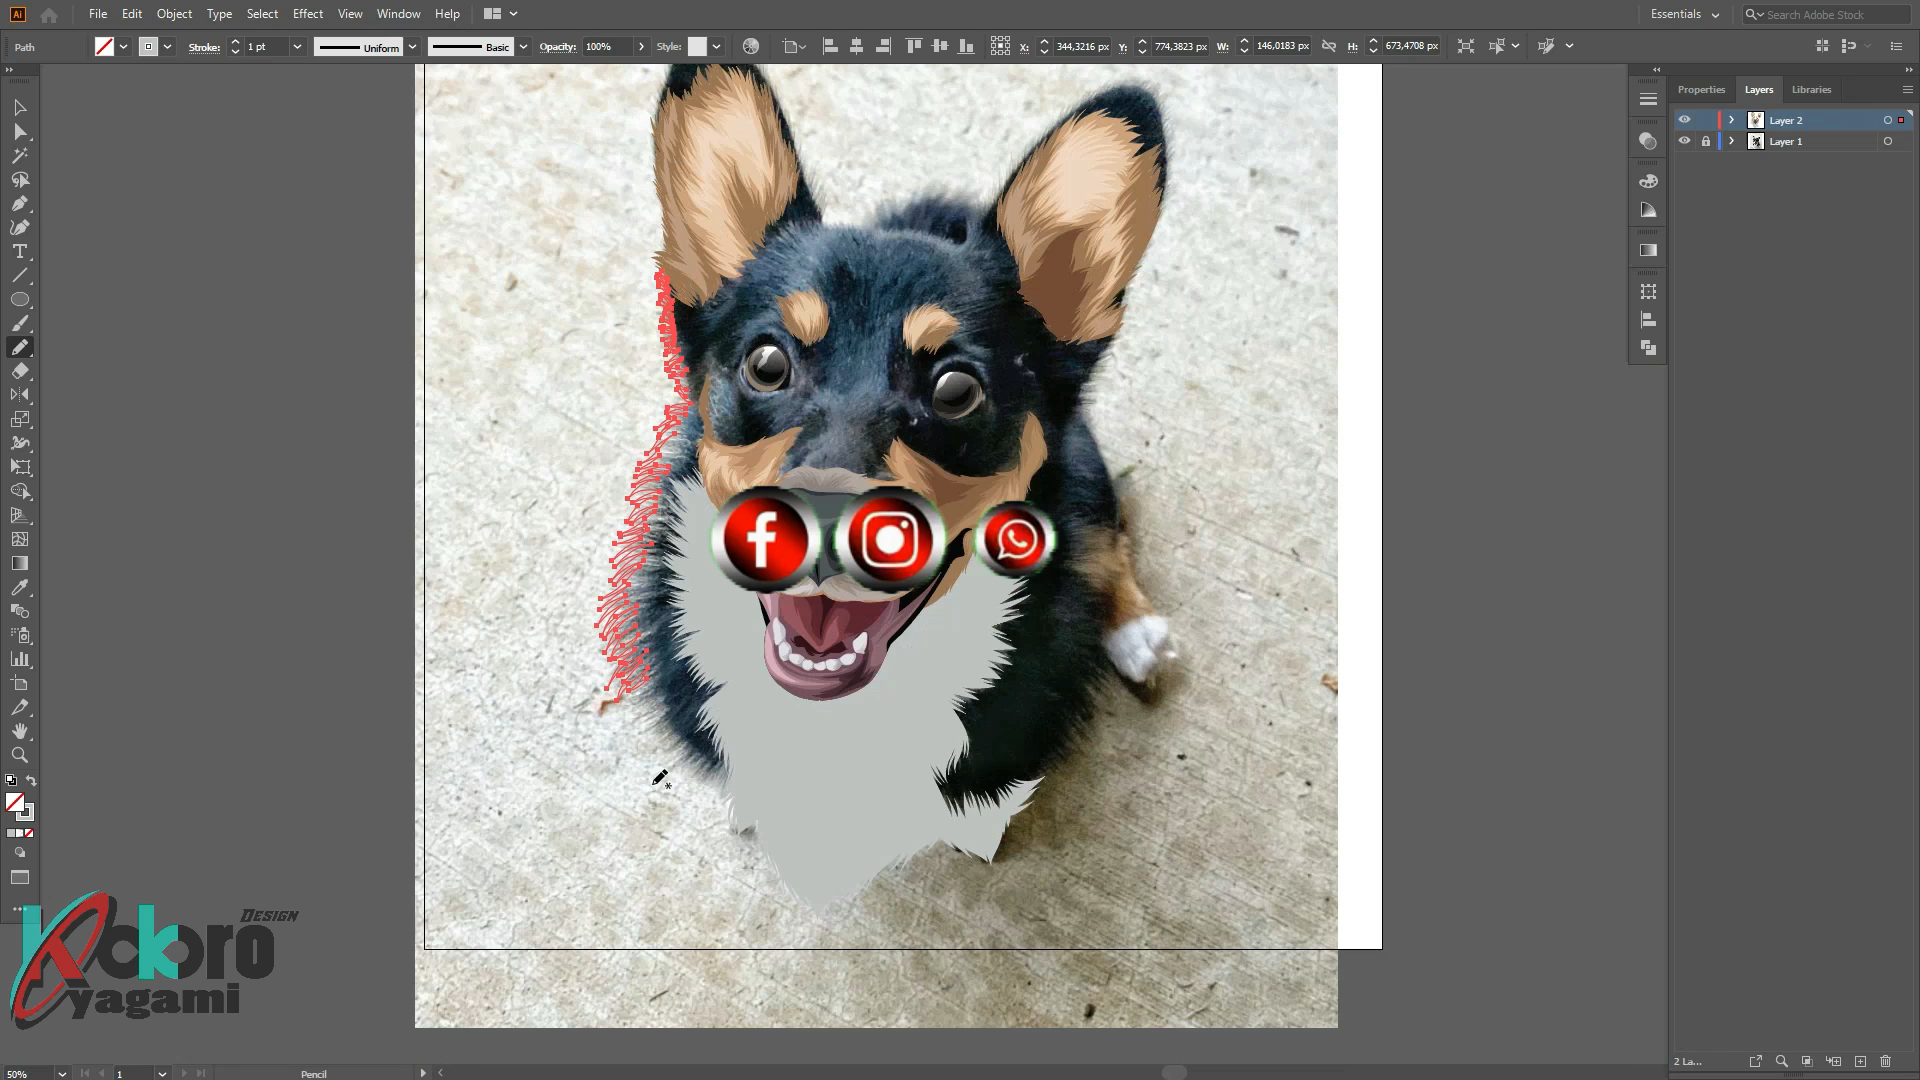 Ai File Edit Object Type Select Effect View Window Help Essentials Search Adobe Stock
Path Stroke: 1 pt Uniform Basic Opacity: 100% Style: X: 344,3216 px Y: 774,3823 px W: 146,0183 px H: 673,4708 px
Properties Layers Libraries
Layer 2
Layer 1
Design
Kokoro
yagami
2 La...
50% 1 Pencil